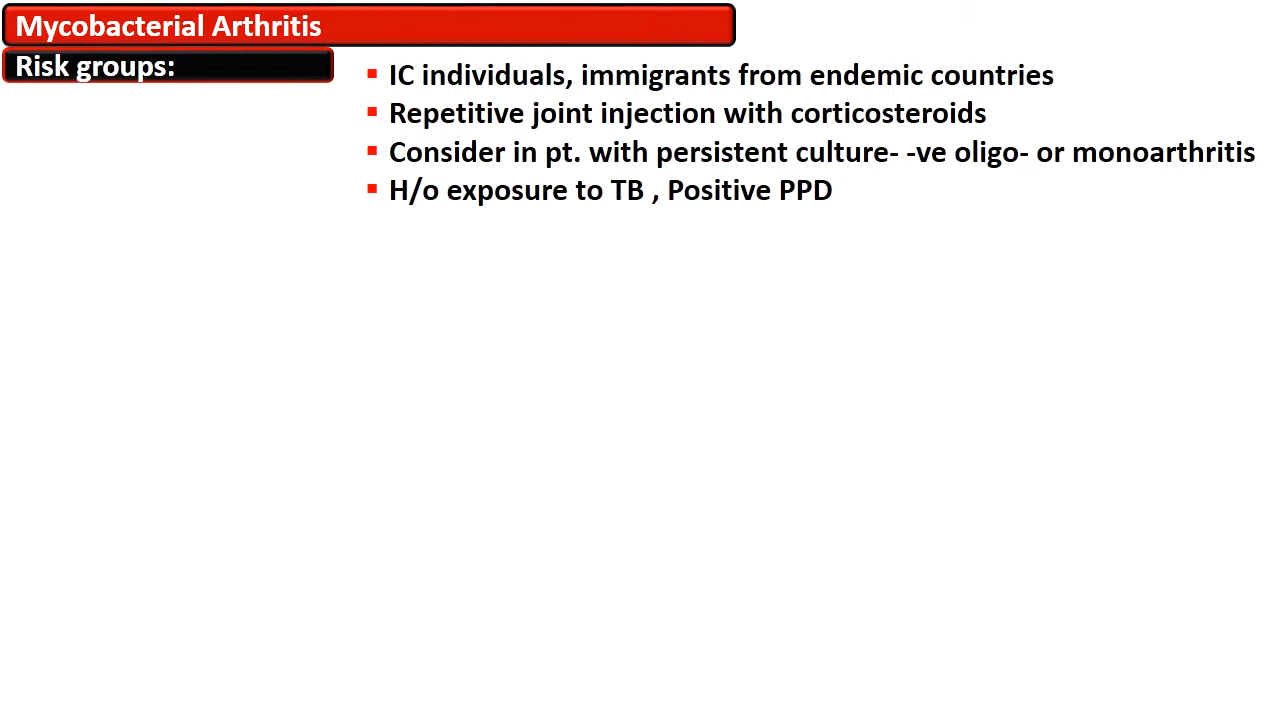 Mycobacterial Arthritis
Risk groups:
▪ IC individuals, immigrants from endemic countries
▪ Repetitive joint injection with corticosteroids
▪ Consider in pt. with persistent culture- -ve oligo- or monoarthritis
▪ H/o exposure to TB , Positive PPD